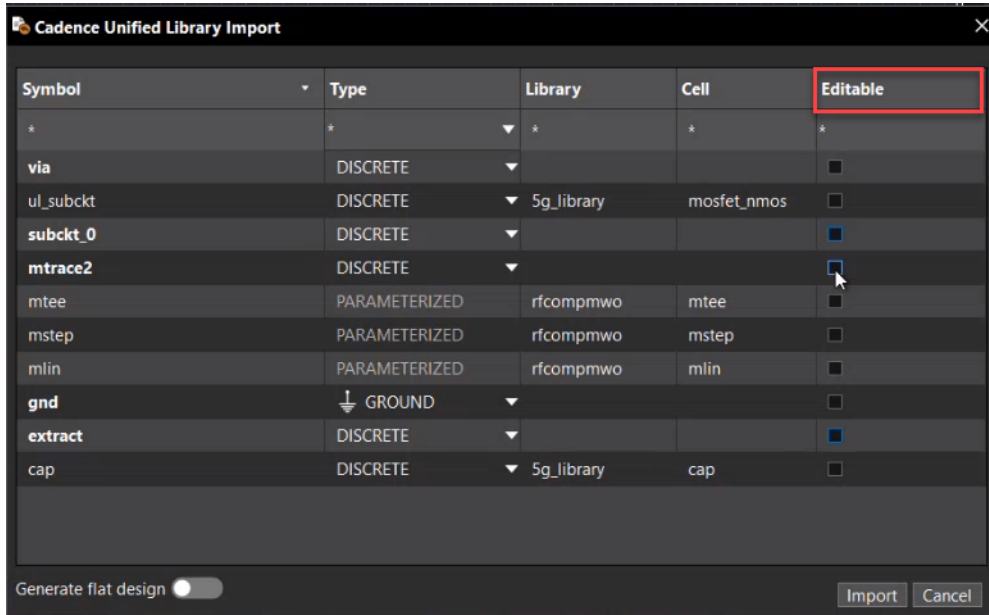 Cadence Unified Library Import
Symbol Type Library Cell Editable
* * * * *
via DISCRETE
ul_subckt DISCRETE 5g_library mosfet_nmos
subckt_0 DISCRETE
mtrace2 DISCRETE
mtee PARAMETERIZED rfcompmwo mtee
mstep PARAMETERIZED rfcompmwo mstep
mlin PARAMETERIZED rfcompmwo mlin
gnd GROUND
extract DISCRETE
cap DISCRETE 5g_library cap
Generate flat design Import Cancel